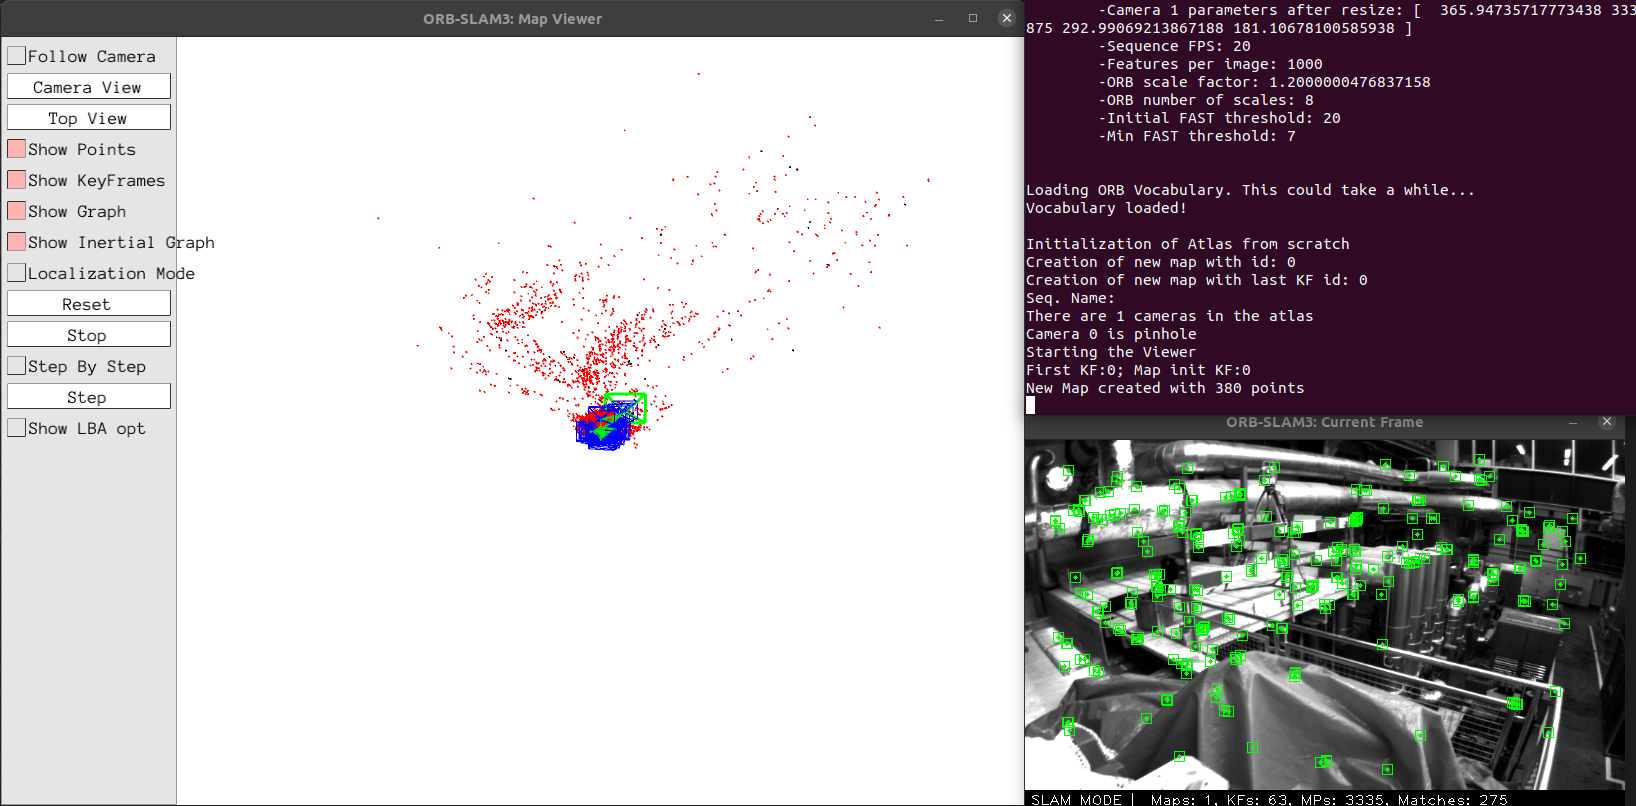 ORB-SLAM3: Map Viewer
Follow Camera
Camera View
Top View
Show Points
Show KeyFrames
Show Graph
Show Inertial Graph
Localization Mode
Reset
Stop
Step By Step
Step
Show LBA opt
-Camera 1 parameters after resize: [  365.94735717773438 333
875 292.99069213867188 181.10678100585938 ]
-Sequence FPS: 20
-Features per image: 1000
-ORB scale factor: 1.2000000476837158
-ORB number of scales: 8
-Initial FAST threshold: 20
-Min FAST threshold: 7
Loading ORB Vocabulary. This could take a while...
Vocabulary loaded!
Initialization of Atlas from scratch
Creation of new map with id: 0
Creation of new map with last KF id: 0
Seq. Name:
There are 1 cameras in the atlas
Camera 0 is pinhole
Starting the Viewer
First KF:0; Map init KF:0
New Map created with 380 points
ORB-SLAM3: Current Frame
SLAM MODE |  Maps: 1, KFs: 63, MPs: 3335, Matches: 275